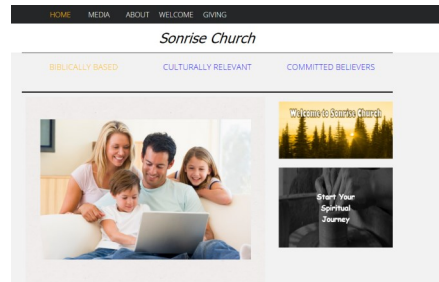 HOME MEDIA ABOUT WELCOME GIVING
Sonrise Church
BIBLICALLY BASED CULTURALLY RELEVANT COMMITTED BELIEVERS
Welcome to Sonrise Church
Start Your
Spiritual
Journey